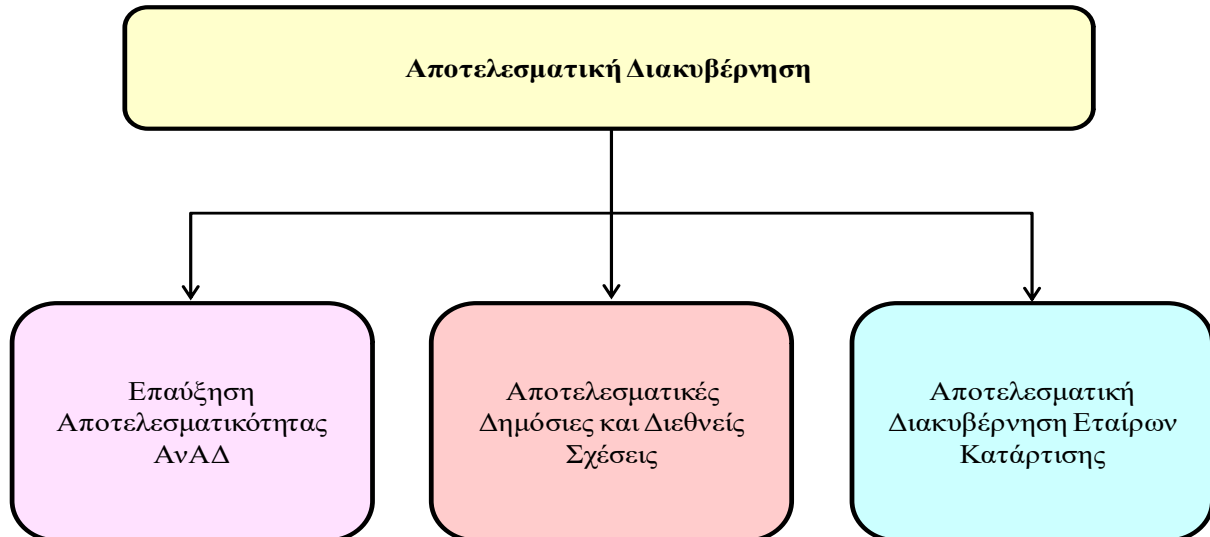 Αποτελεσματική Διακυβέρνηση
Επαύξηση
Αποτελεσματικότητας
ΑνΑΔ
Αποτελεσματικές
Δημόσιες και Διεθνείς
Σχέσεις
Αποτελεσματική
Διακυβέρνηση Εταίρων
Κατάρτισης